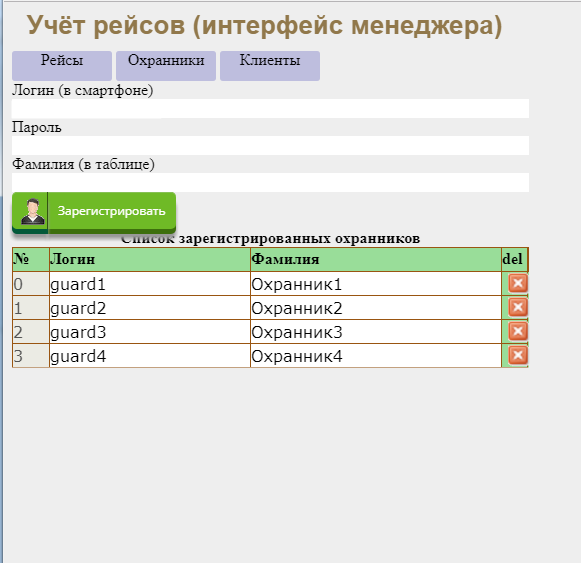 Учёт рейсов (интерфейс менеджера)
Рейсы Охранники Клиенты
Логин (в смартфоне)
Пароль
Фамилия (в таблице)
Зарегистрировать
Список зарегистрированных охранников
№ Логин Фамилия del
0 guard1 Охранник1
1 guard2 Охранник2
2 guard3 Охранник3
3 guard4 Охранник4